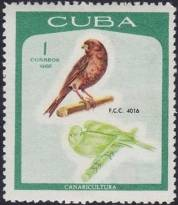 CUBA
1
CORREOS
1968
F.C.C. 4016
CANARICULTURA